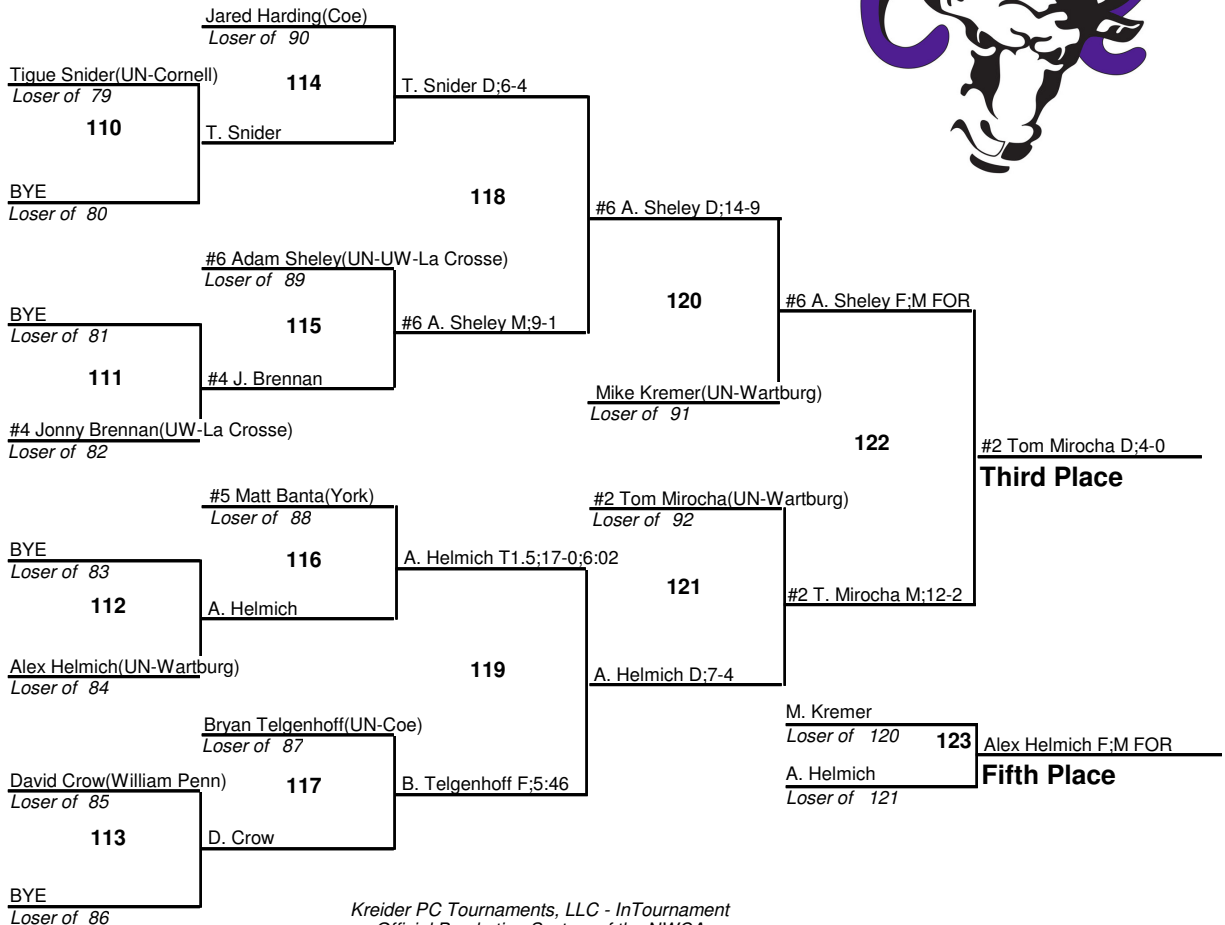 Jared Harding(Coe)
Loser of 90
Tigue Snider(UN-Cornell)
Loser of 79
114
T. Snider D;6-4
110
T. Snider
BYE
Loser of 80
118
#6 A. Sheley D;14-9
#6 Adam Sheley(UN-UW-La Crosse)
Loser of 89
120
#6 A. Sheley F;M FOR
BYE
Loser of 81
115
#6 A. Sheley M;9-1
111
#4 J. Brennan
Mike Kremer(UN-Wartburg)
Loser of 91
#4 Jonny Brennan(UW-La Crosse)
Loser of 82
122
#2 Tom Mirocha D;4-0
Third Place
#5 Matt Banta(York)
Loser of 88
#2 Tom Mirocha(UN-Wartburg)
Loser of 92
BYE
Loser of 83
116
A. Helmich T1.5;17-0;6:02
121
#2 T. Mirocha M;12-2
112
A. Helmich
Alex Helmich(UN-Wartburg)
Loser of 84
119
A. Helmich D;7-4
Bryan Telgenhoff(UN-Coe)
Loser of 87
M. Kremer
Loser of 120
123
Alex Helmich F;M FOR
Fifth Place
A. Helmich
Loser of 121
David Crow(William Penn)
Loser of 85
117
B. Telgenhoff F;5:46
113
D. Crow
BYE
Loser of 86
Kreider PC Tournaments, LLC - InTournament